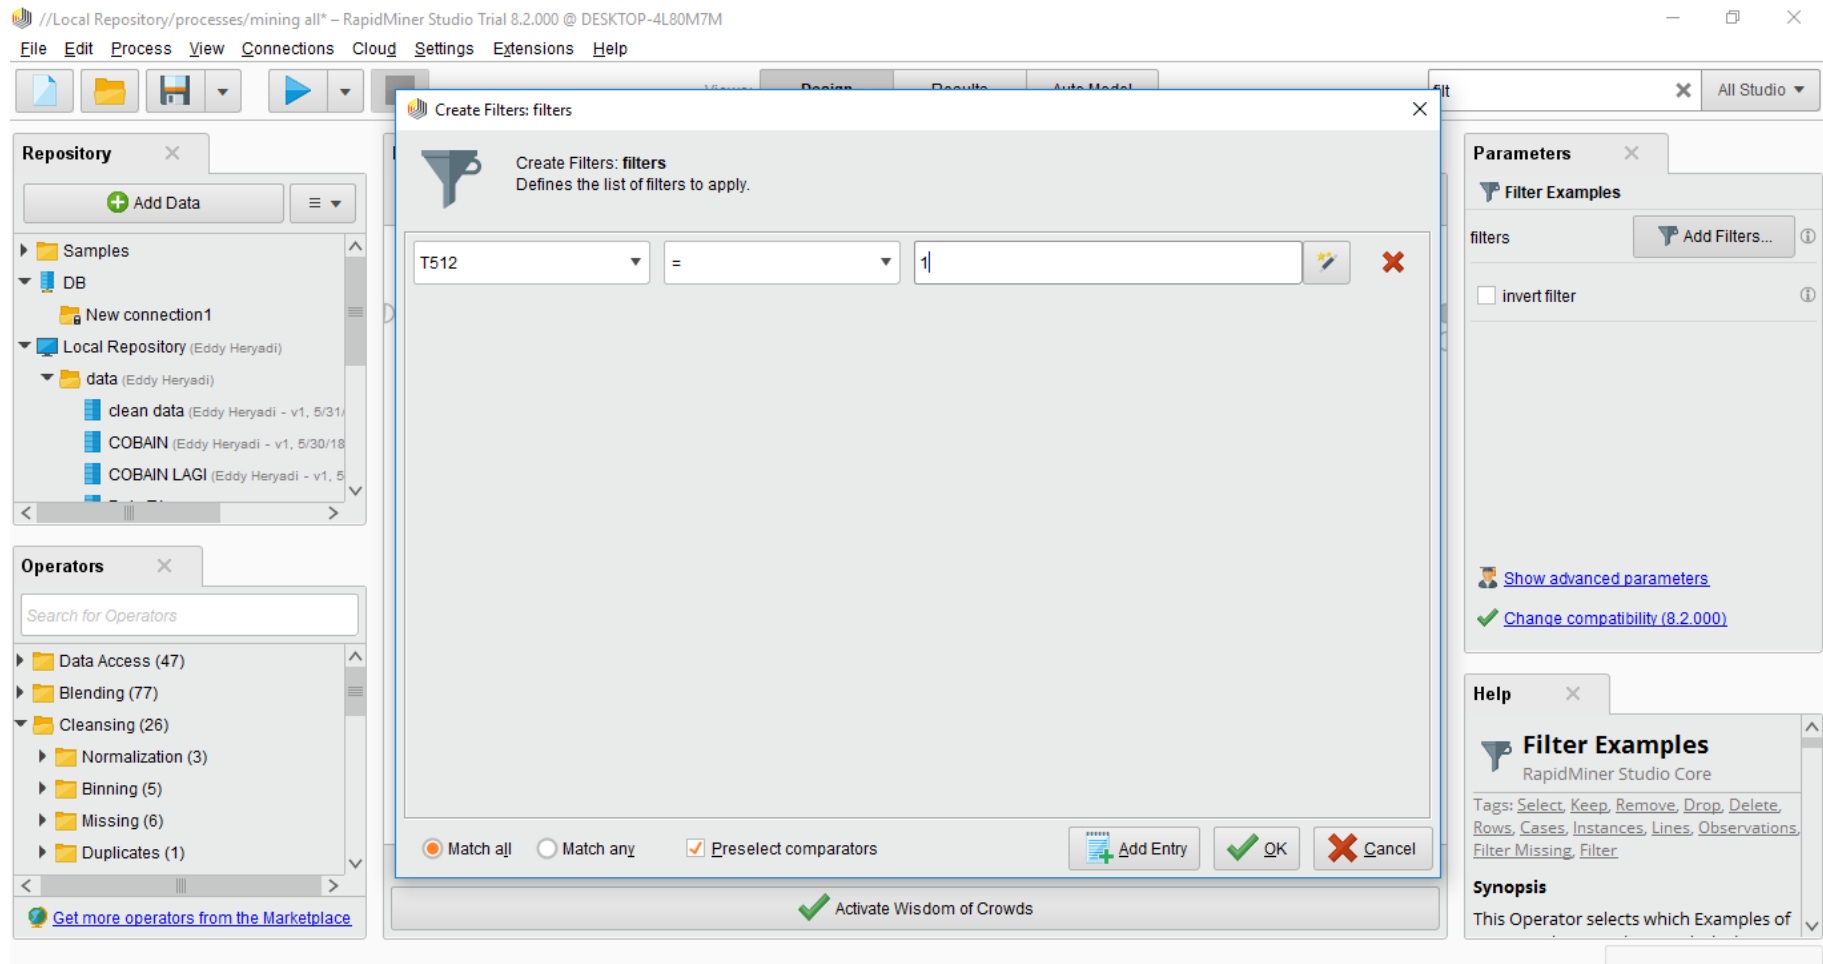 //Local Repository/processes/mining all* – RapidMiner Studio Trial 8.2.000 @ DESKTOP-4L80M7M
File Edit Process View Connections Cloud Settings Extensions Help
Views: Design Results Auto Model
filt
All Studio
Create Filters: filters
Create Filters: filters
Defines the list of filters to apply.
T512 = 1
Match all Match any Preselect comparators Add Entry OK Cancel
Activate Wisdom of Crowds
Repository
Add Data
Samples
DB
New connection1
Local Repository (Eddy Heryadi)
data (Eddy Heryadi)
clean data (Eddy Heryadi - v1, 5/31/
COBAIN (Eddy Heryadi - v1, 5/30/18
COBAIN LAGI (Eddy Heryadi - v1, 5
Operators
Search for Operators
Data Access (47)
Blending (77)
Cleansing (26)
Normalization (3)
Binning (5)
Missing (6)
Duplicates (1)
Get more operators from the Marketplace
Parameters
Filter Examples
filters Add Filters...
invert filter
Show advanced parameters
Change compatibility (8.2.000)
Help
Filter Examples
RapidMiner Studio Core
Tags: Select, Keep, Remove, Drop, Delete,
Rows, Cases, Instances, Lines, Observations,
Filter Missing, Filter
Synopsis
This Operator selects which Examples of